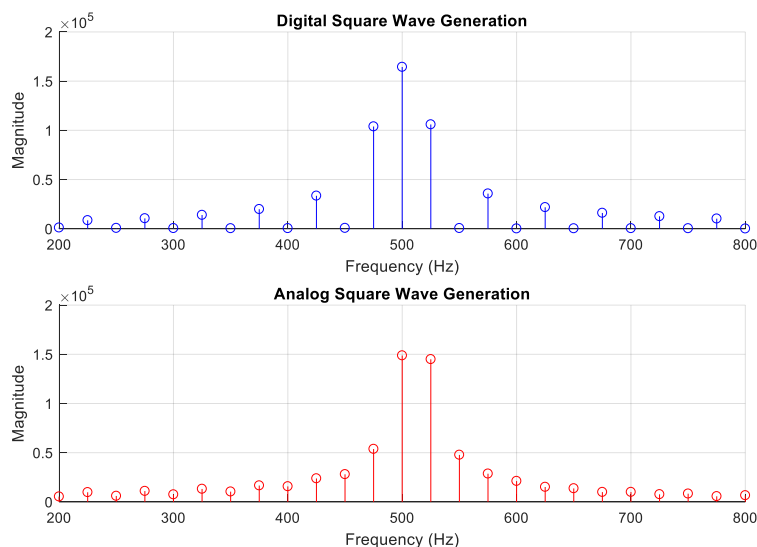 Digital Square Wave Generation
×10^5
2
1.5
1
0.5
0
Magnitude
200 300 400 500 600 700 800
Frequency (Hz)
Analog Square Wave Generation
×10^5
2
1.5
1
0.5
0
Magnitude
200 300 400 500 600 700 800
Frequency (Hz)